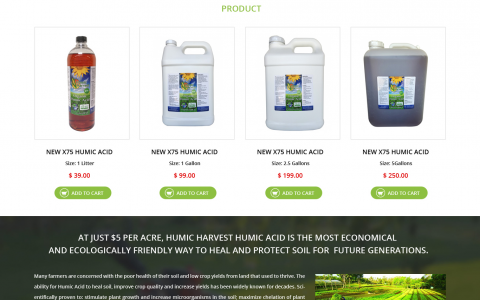 PRODUCT
NEW X75 HUMIC ACID
Size: 1 Litter
$ 39.00
ADD TO CART
NEW X75 HUMIC ACID
Size: 1 Gallon
$ 99.00
ADD TO CART
NEW X75 HUMIC ACID
Size: 2.5 Gallons
$ 199.00
ADD TO CART
NEW X75 HUMIC ACID
Size: 5Gallons
$ 250.00
ADD TO CART
AT JUST $5 PER ACRE, HUMIC HARVEST HUMIC ACID IS THE MOST ECONOMICAL
AND ECOLOGICALLY FRIENDLY WAY TO HEAL AND PROTECT SOIL FOR FUTURE GENERATIONS.
Many farmers are concerned with the poor health of their soil and low crop yields from land that used to thrive. The
ability for Humic Acid to heal soil, improve crop quality and increase yields has been widely known for decades. Sci-
entifically proven to: stimulate plant growth and increase microorganisms in the soil; maximize chelation of plant